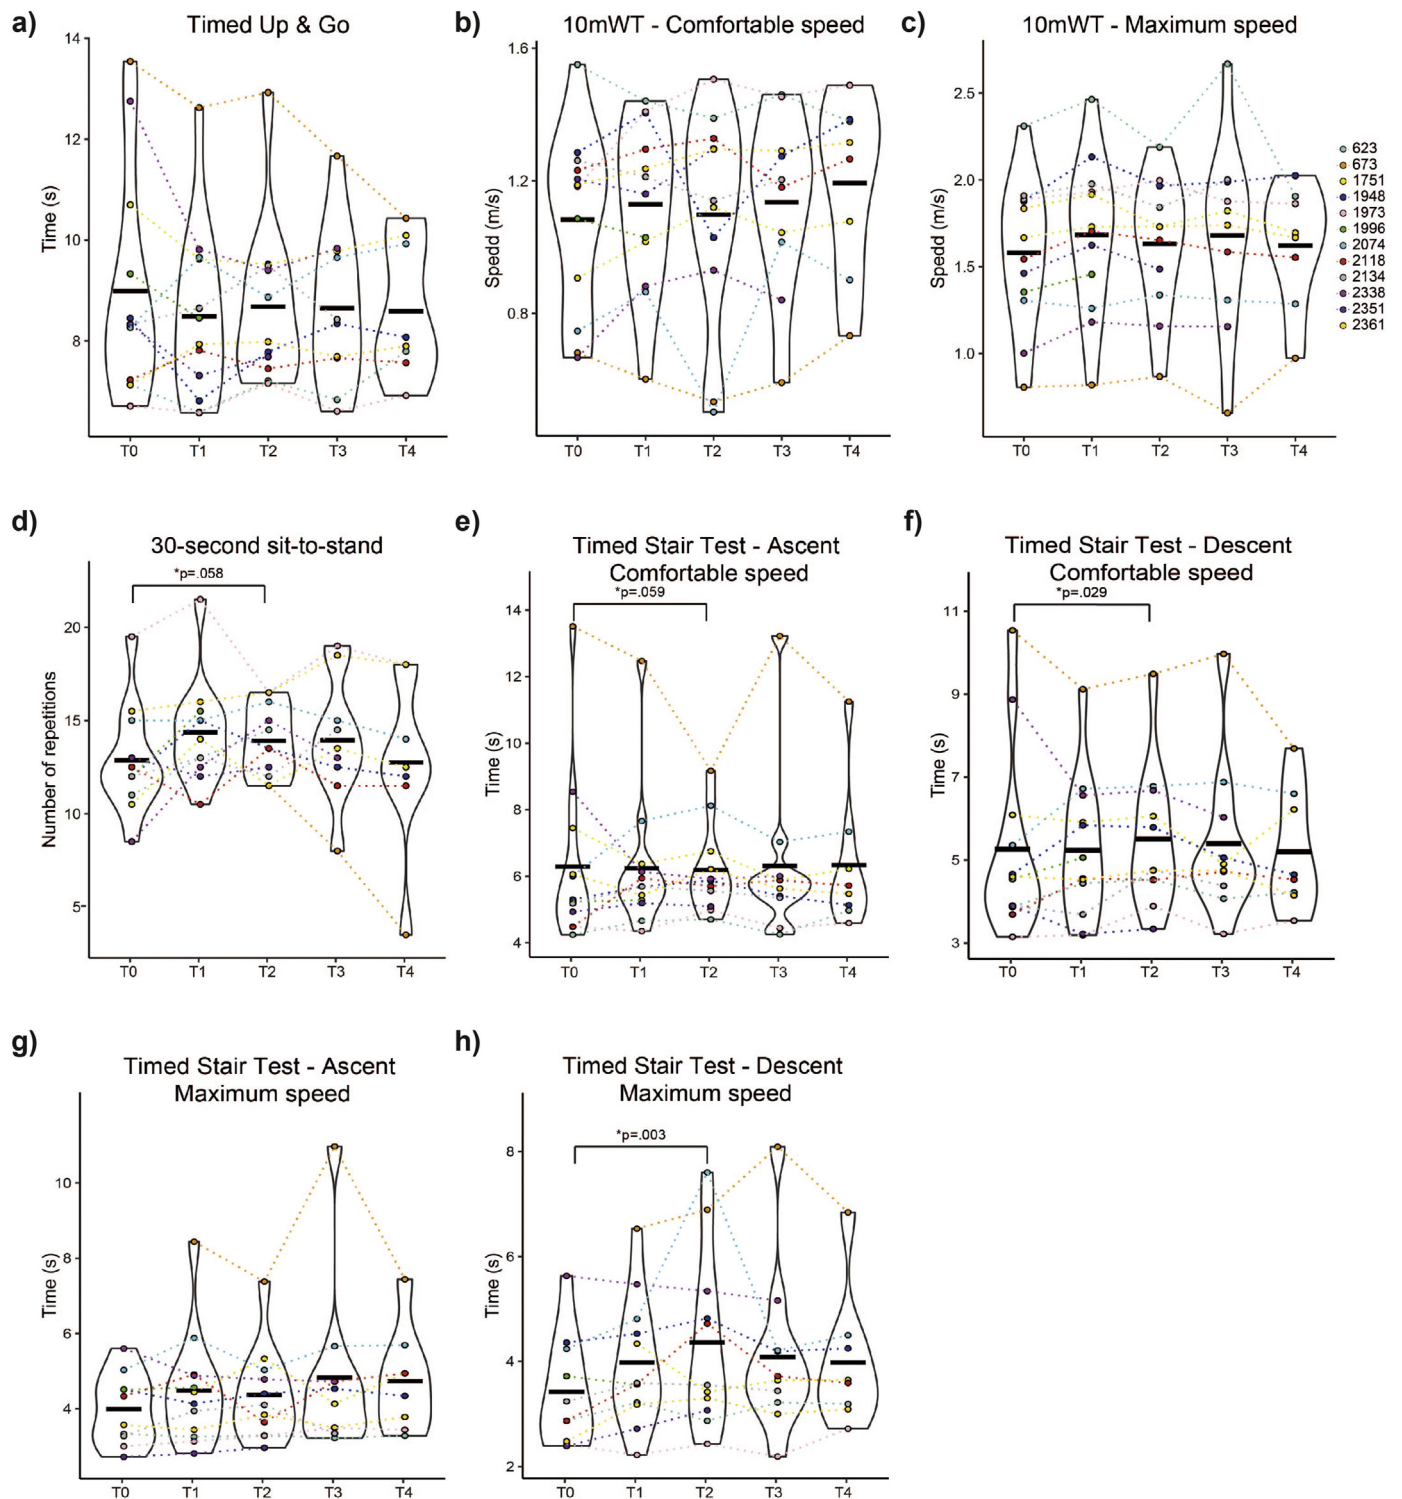 a)
Timed Up & Go
14
12
10
8
Time (s)
T0 T1 T2 T3 T4
b)
10mWT - Comfortable speed
1.6
1.2
0.8
Spedd (m/s)
T0 T1 T2 T3 T4
c)
10mWT - Maximum speed
2.5
2.0
1.5
1.0
Spedd (m/s)
T0 T1 T2 T3 T4
623
673
1751
1948
1973
1996
2074
2118
2134
2338
2351
2361
d)
30-second sit-to-stand
*p=.058
20
15
10
5
Number of repetitions
T0 T1 T2 T3 T4
e)
Timed Stair Test - Ascent
Comfortable speed
*p=.059
14
12
10
8
6
4
Time (s)
T0 T1 T2 T3 T4
f)
Timed Stair Test - Descent
Comfortable speed
*p=.029
11
9
7
5
3
Time (s)
T0 T1 T2 T3 T4
g)
Timed Stair Test - Ascent
Maximum speed
10
8
6
4
Time (s)
T0 T1 T2 T3 T4
h)
Timed Stair Test - Descent
Maximum speed
*p=.003
8
6
4
2
Time (s)
T0 T1 T2 T3 T4